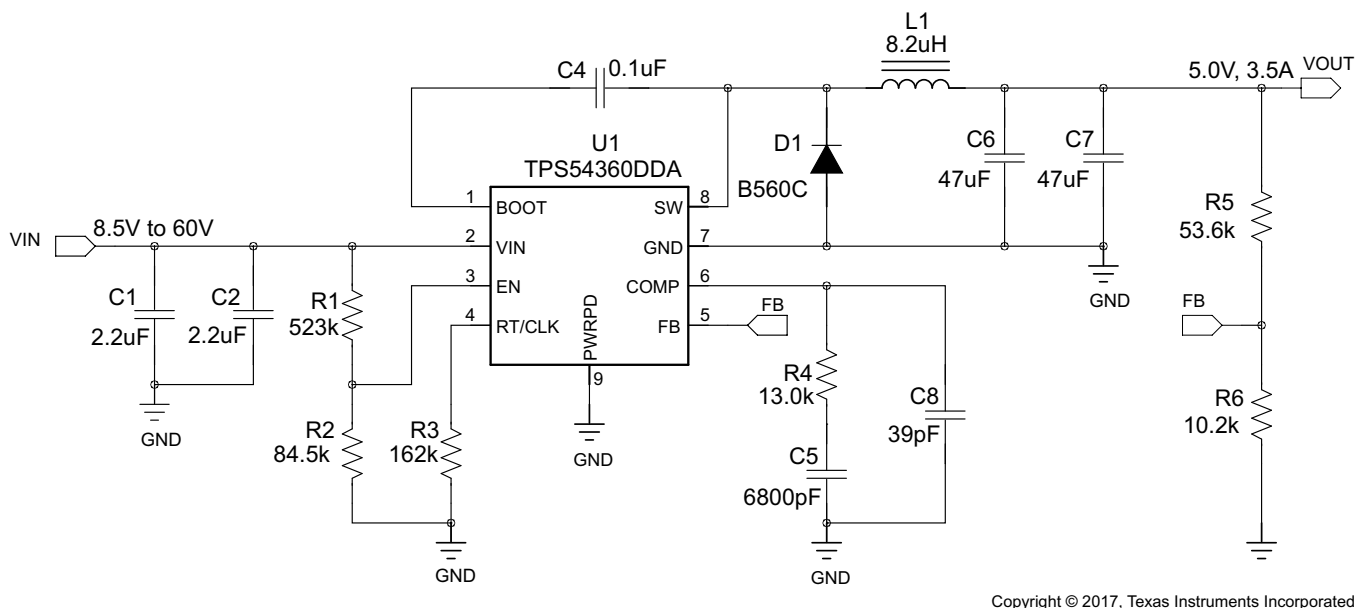 L1
8.2uH
C4
0.1uF
5.0V, 3.5A
VOUT
U1
TPS54360DDA
D1
B560C
C6
47uF
C7
47uF
R5
53.6k
1
BOOT
SW
8
VIN
8.5V to 60V
2
VIN
GND
7
GND
3
EN
COMP
6
4
RT/CLK
FB
5
FB
FB
PWRPD
9
GND
C1
2.2uF
C2
2.2uF
GND
R1
523k
R2
84.5k
R3
162k
GND
R4
13.0k
C5
6800pF
C8
39pF
GND
R6
10.2k
Copyright © 2017, Texas Instruments Incorporated